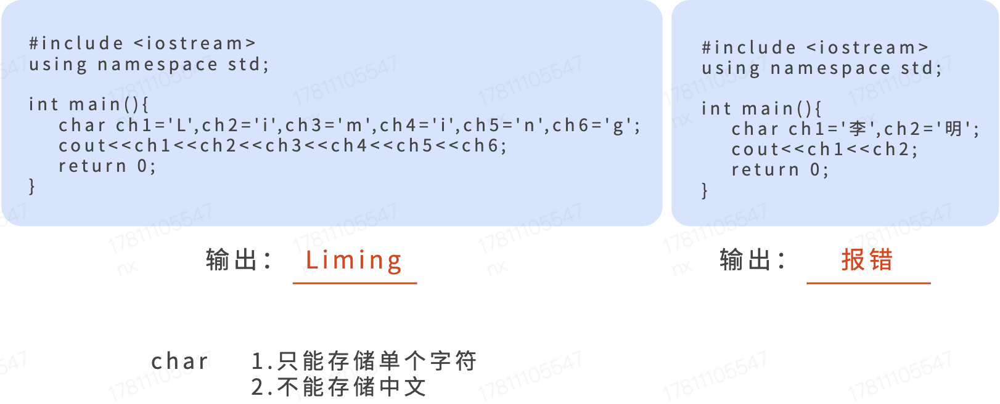 #include <iostream>
using namespace std;
int main(){
char ch1='L',ch2='i',ch3='m',ch4='i',ch5='n',ch6='g';
cout<<ch1<<ch2<<ch3<<ch4<<ch5<<ch6;
return 0;
}
输出： Liming
#include <iostream>
using namespace std;
int main(){
char ch1='李',ch2='明';
cout<<ch1<<ch2;
return 0;
}
输出： 报错
char 1.只能存储单个字符
2.不能存储中文
17811105547
nx